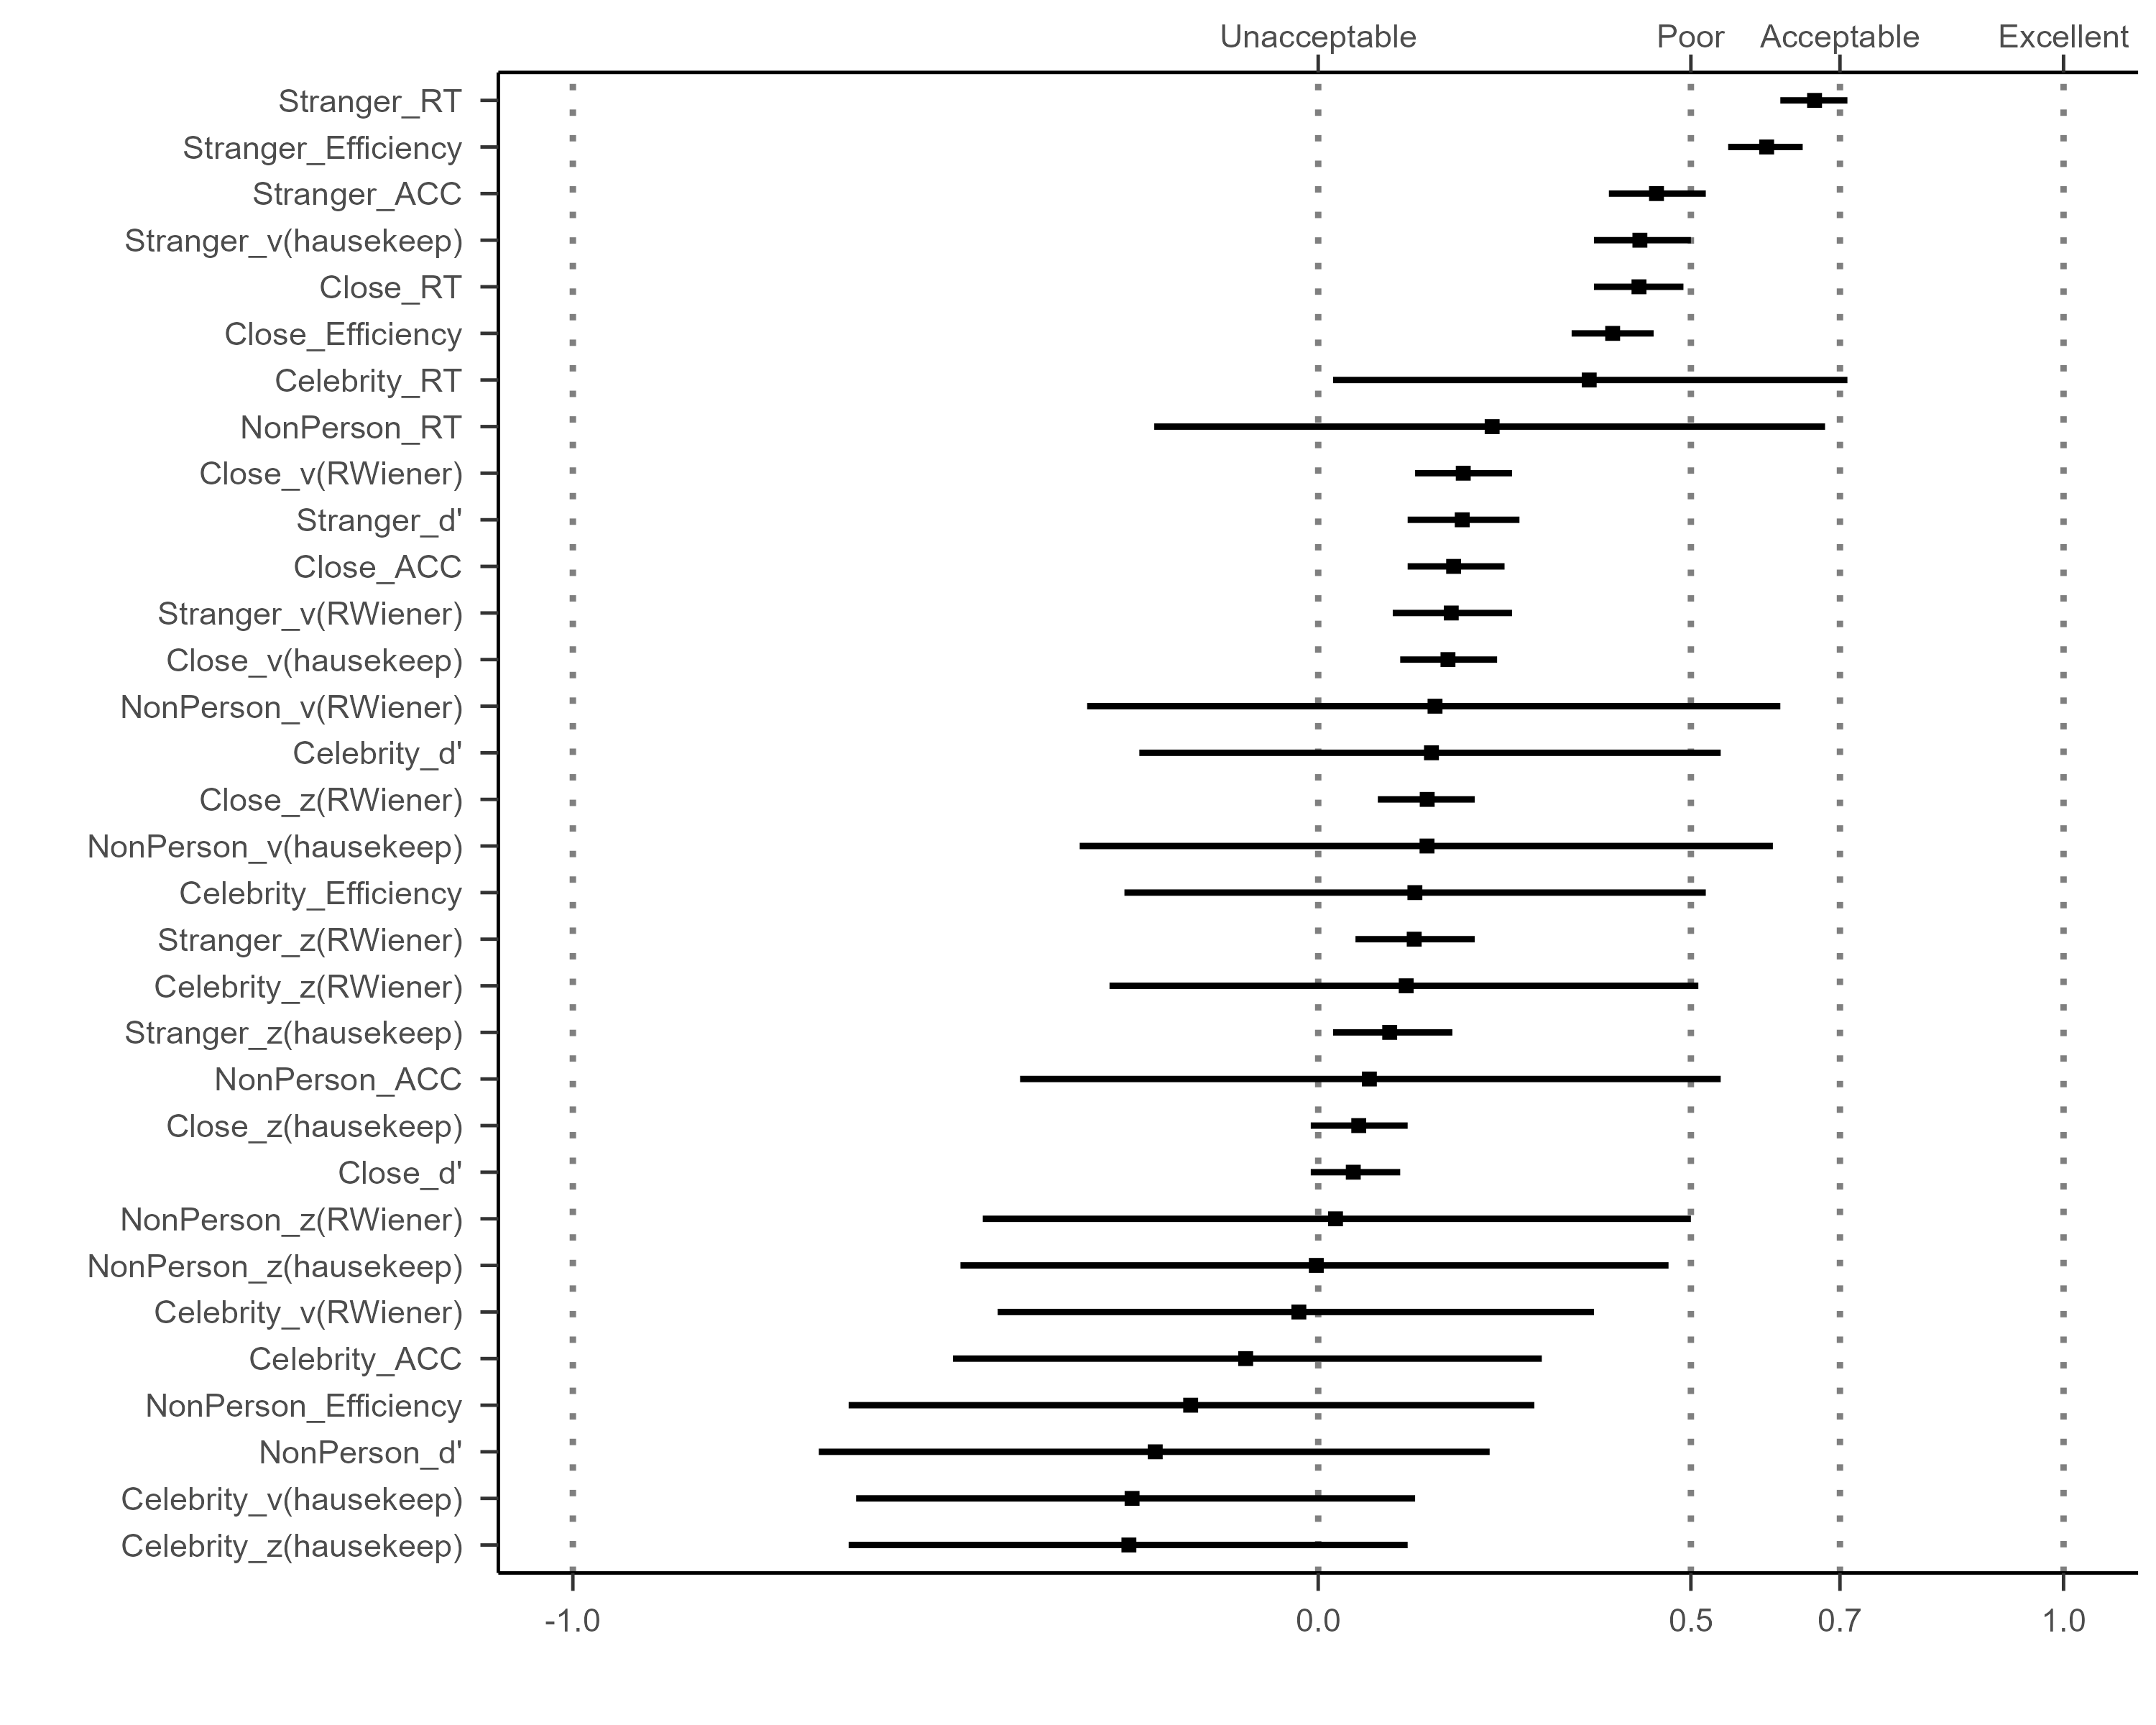 Unacceptable Poor Acceptable Excellent
Stranger_RT
Stranger_Efficiency
Stranger_ACC
Stranger_v(hausekeep)
Close_RT
Close_Efficiency
Celebrity_RT
NonPerson_RT
Close_v(RWiener)
Stranger_d'
Close_ACC
Stranger_v(RWiener)
Close_v(hausekeep)
NonPerson_v(RWiener)
Celebrity_d'
Close_z(RWiener)
NonPerson_v(hausekeep)
Celebrity_Efficiency
Stranger_z(RWiener)
Celebrity_z(RWiener)
Stranger_z(hausekeep)
NonPerson_ACC
Close_z(hausekeep)
Close_d'
NonPerson_z(RWiener)
NonPerson_z(hausekeep)
Celebrity_v(RWiener)
Celebrity_ACC
NonPerson_Efficiency
NonPerson_d'
Celebrity_v(hausekeep)
Celebrity_z(hausekeep)
-1.0 0.0 0.5 0.7 1.0